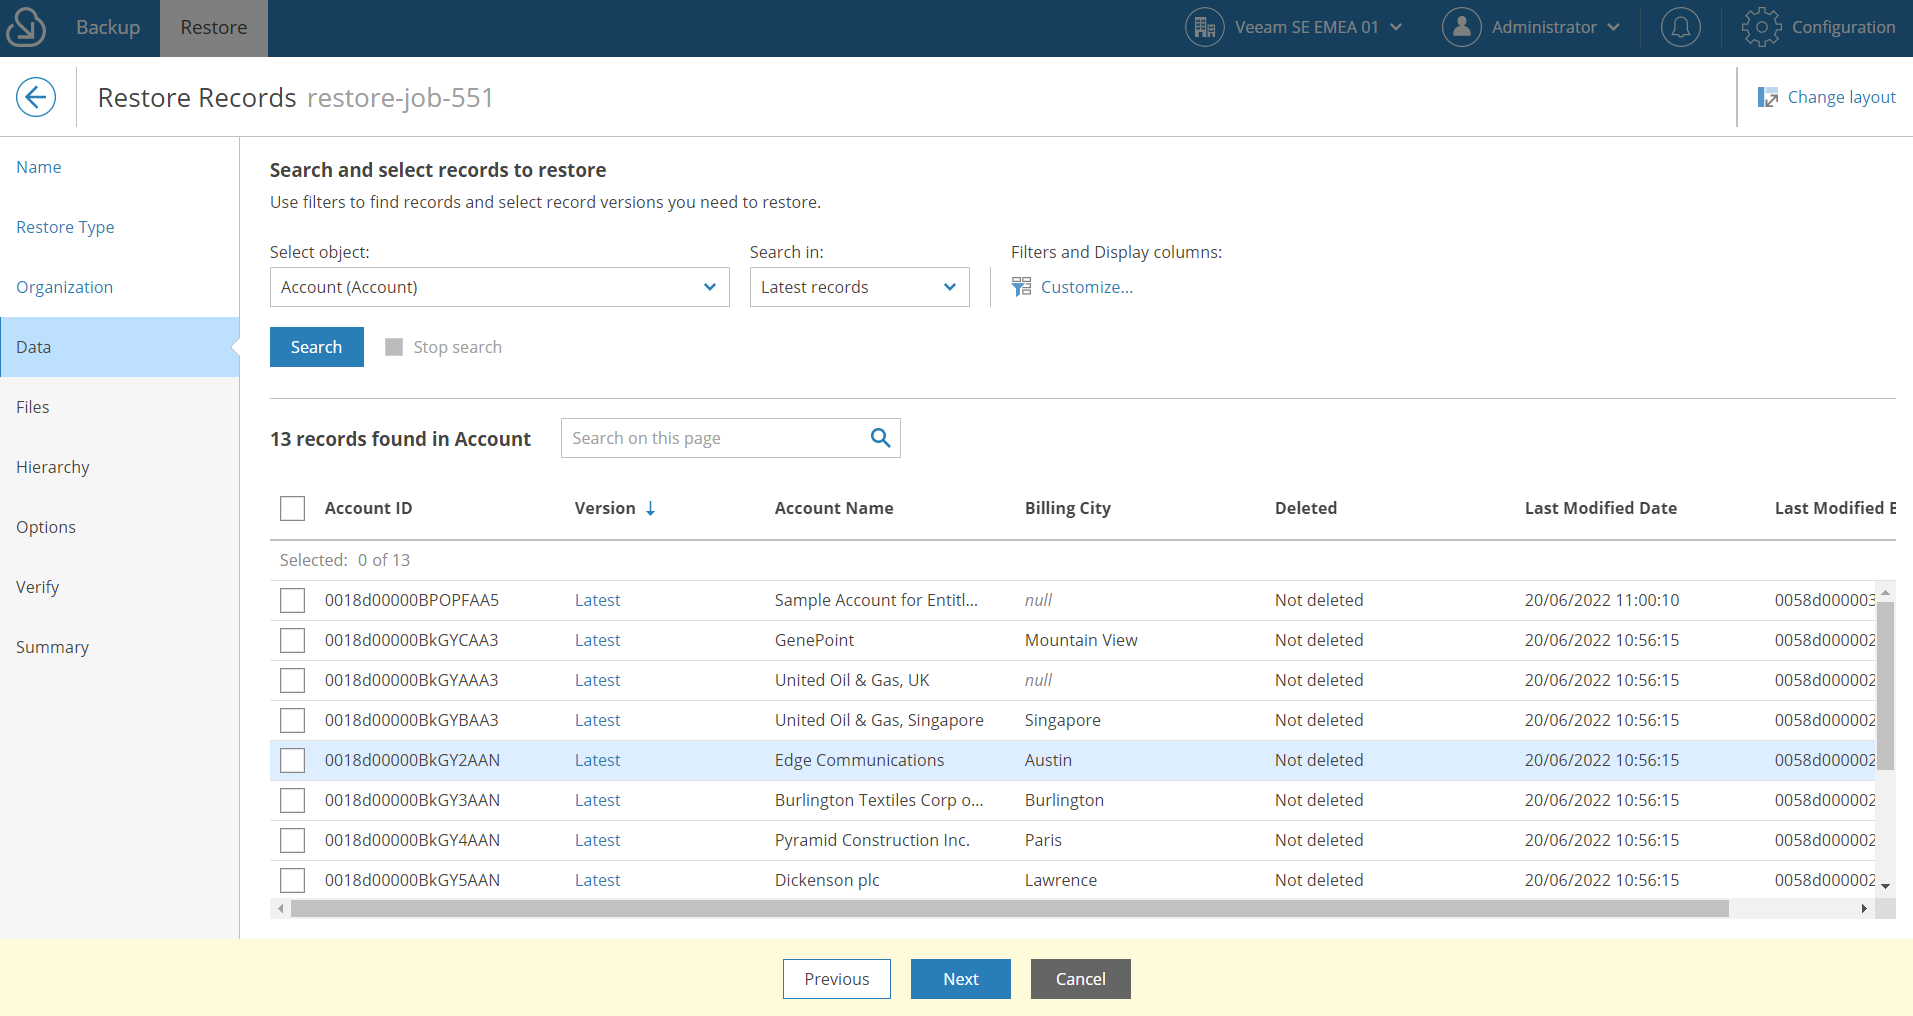 Backup Restore Veeam SE EMEA 01 Administrator Configuration
Restore Records restore-job-551 Change layout
Name
Restore Type
Organization
Data
Files
Hierarchy
Options
Verify
Summary
Search and select records to restore
Use filters to find records and select record versions you need to restore.
Select object: Search in: Filters and Display columns:
Account (Account) Latest records Customize...
Search Stop search
13 records found in Account Search on this page
Account ID Version Account Name Billing City Deleted Last Modified Date Last Modified
Selected: 0 of 13
0018d00000BPOPFAA5 Latest Sample Account for Entitl... null Not deleted 20/06/2022 11:00:10 0058d000003
0018d00000BkGYCAA3 Latest GenePoint Mountain View Not deleted 20/06/2022 10:56:15 0058d000002
0018d00000BkGYAAA3 Latest United Oil & Gas, UK null Not deleted 20/06/2022 10:56:15 0058d000002
0018d00000BkGYBAA3 Latest United Oil & Gas, Singapore Singapore Not deleted 20/06/2022 10:56:15 0058d000002
0018d00000BkGY2AAN Latest Edge Communications Austin Not deleted 20/06/2022 10:56:15 0058d000002
0018d00000BkGY3AAN Latest Burlington Textiles Corp o... Burlington Not deleted 20/06/2022 10:56:15 0058d000002
0018d00000BkGY4AAN Latest Pyramid Construction Inc. Paris Not deleted 20/06/2022 10:56:15 0058d000002
0018d00000BkGY5AAN Latest Dickenson plc Lawrence Not deleted 20/06/2022 10:56:15 0058d000002
Previous Next Cancel